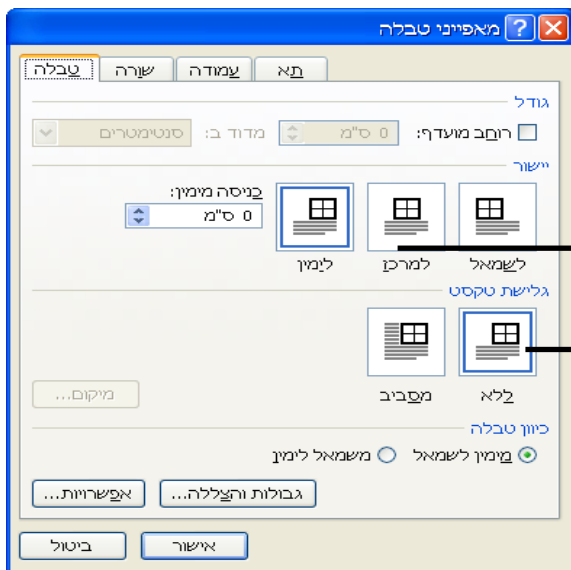 מאפייני טבלה
טבלה שורה עמודה תא
גודל
רוחב מועדף: 0 ס"מ מדוד ב: סנטימטרים
יישור
כניסה מימין:
0 ס"מ
לשמאל למרכז לימין
גלישת טקסט
ללא מסביב
מיקום...
כיוון טבלה
מימין לשמאל משמאל לימין
גבולות והצללה... אפשרויות...
אישור ביטול